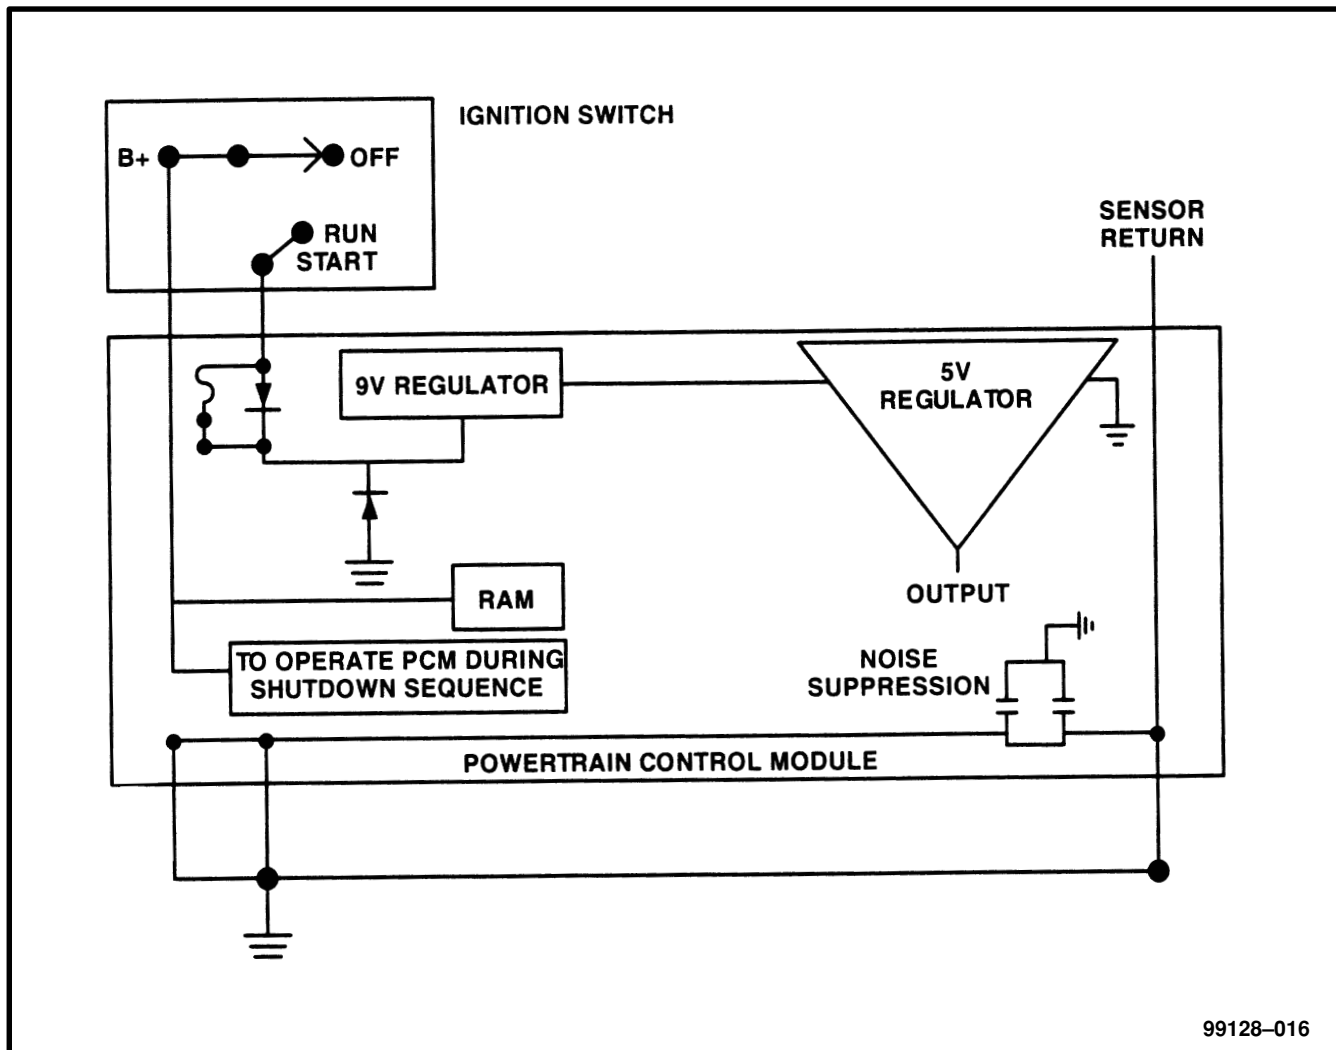 IGNITION SWITCH
B+
OFF
RUN
START
SENSOR
RETURN
9V REGULATOR
5V
REGULATOR
OUTPUT
RAM
TO OPERATE PCM DURING
SHUTDOWN SEQUENCE
NOISE
SUPPRESSION
POWERTRAIN CONTROL MODULE
99128–016